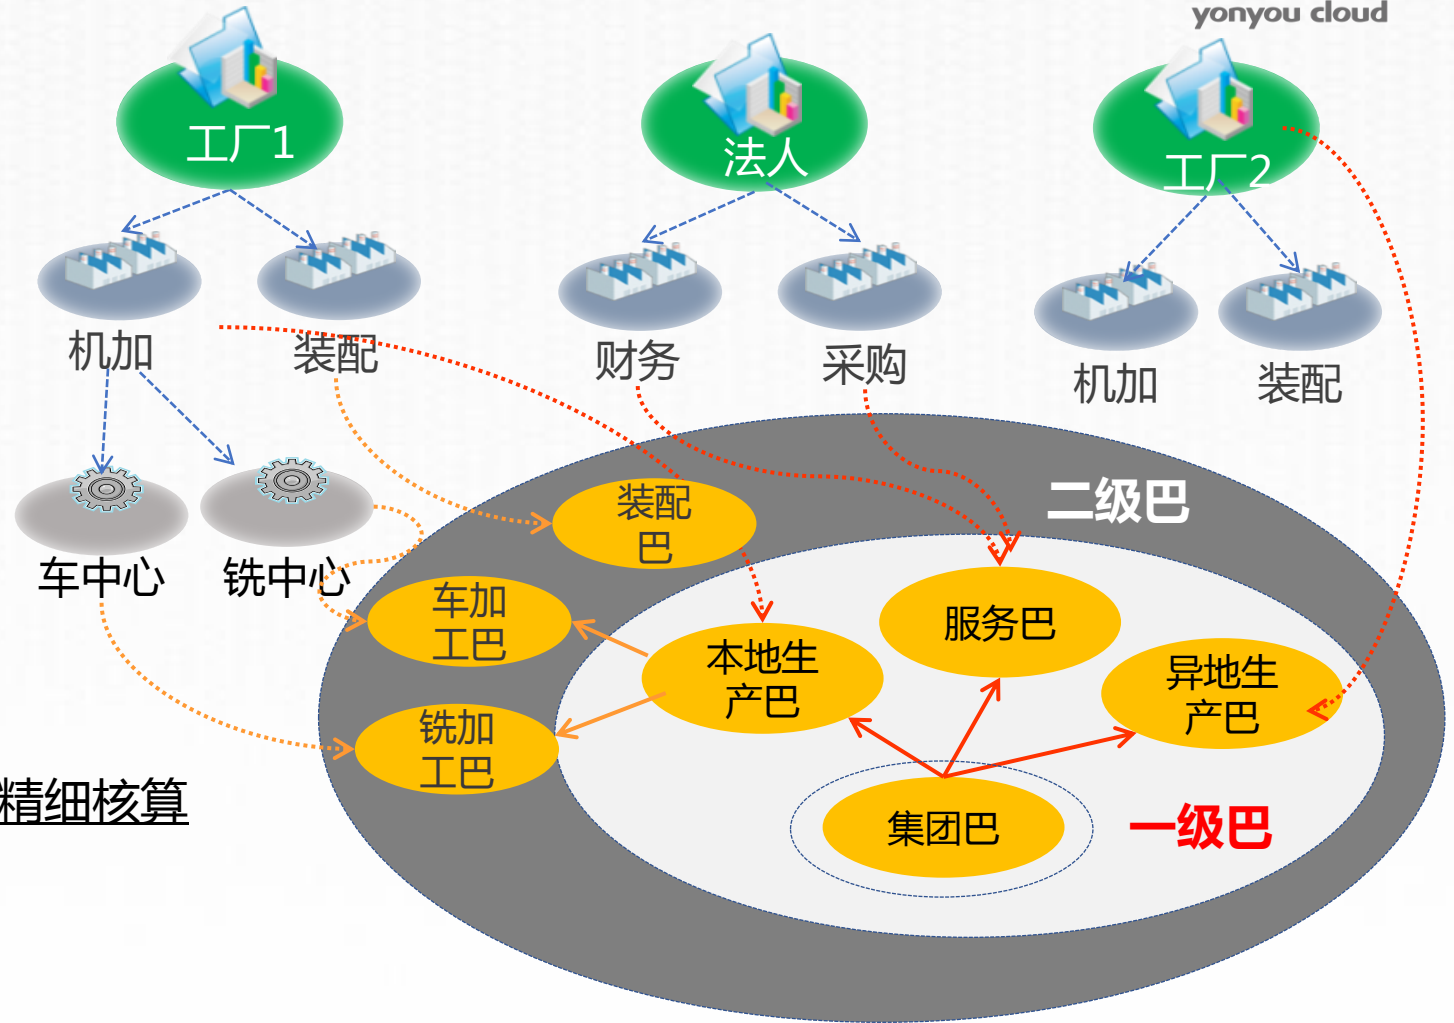 yonyou cloud
工厂1
法人
工厂2
机加
装配
财务
采购
机加
装配
车中心
铣中心
二级巴
装配
巴
车加
工巴
服务巴
本地生
产巴
异地生
产巴
铣加
工巴
精细核算
集团巴
一级巴